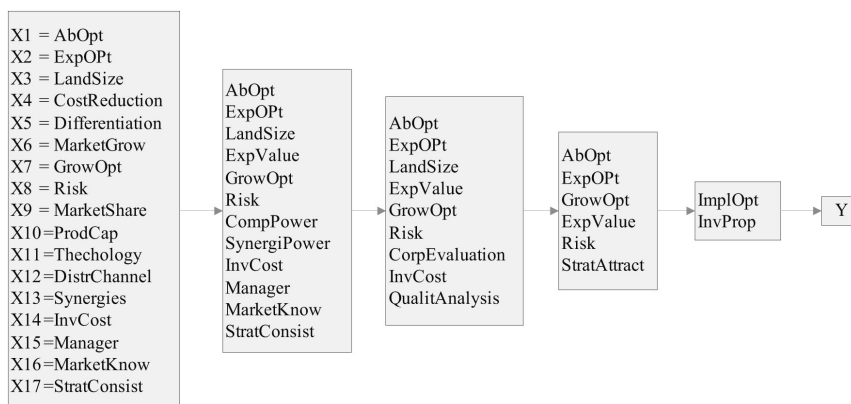 X1 = AbOpt
X2 = ExpOPt
X3 = LandSize
X4 = CostReduction
X5 = Differentiation
X6 = MarketGrow
X7 = GrowOpt
X8 = Risk
X9 = MarketShare
X10=ProdCap
X11=Thechology
X12=DistrChannel
X13=Synergies
X14=InvCost
X15=Manager
X16=MarketKnow
X17=StratConsist
AbOpt
ExpOPt
LandSize
ExpValue
GrowOpt
Risk
CompPower
SynergiPower
InvCost
Manager
MarketKnow
StratConsist
AbOpt
ExpOPt
LandSize
ExpValue
GrowOpt
Risk
CorpEvaluation
InvCost
QualitAnalysis
AbOpt
ExpOPt
GrowOpt
ExpValue
Risk
StratAttract
ImplOpt
InvProp
Y